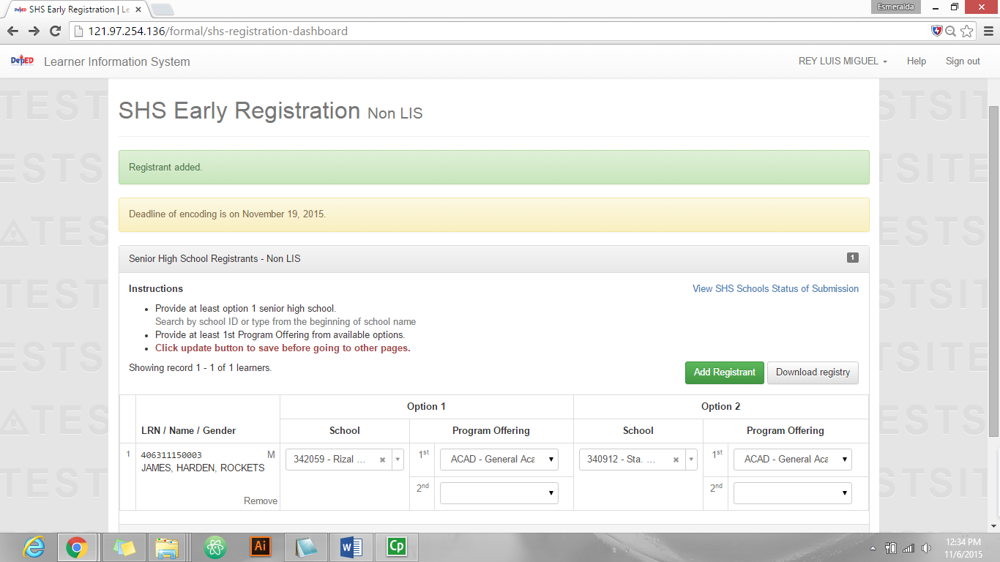 SHS Early Registration | Le
Esmeralda
121.97.254.136/formal/shs-registration-dashboard
DepED Learner Information System
REY LUIS MIGUEL Help Sign out
SHS Early Registration Non LIS
Registrant added.
Deadline of encoding is on November 19, 2015.
Senior High School Registrants - Non LIS 1
Instructions
View SHS Schools Status of Submission
Provide at least option 1 senior high school.
Search by school ID or type from the beginning of school name
Provide at least 1st Program Offering from available options.
Click update button to save before going to other pages.
Showing record 1 - 1 of 1 learners.
Add Registrant Download registry
Option 1 Option 2
LRN / Name / Gender School Program Offering School Program Offering
1 406311150003 M 342059 - Rizal ... 1st ACAD - General Aca 340912 - Sta. ... 1st ACAD - General Aca
JAMES, HARDEN, ROCKETS
2nd 2nd
Remove
TEST
TSITE
ESTS
STSITE
Ai
Cp
12:34 PM
11/6/2015